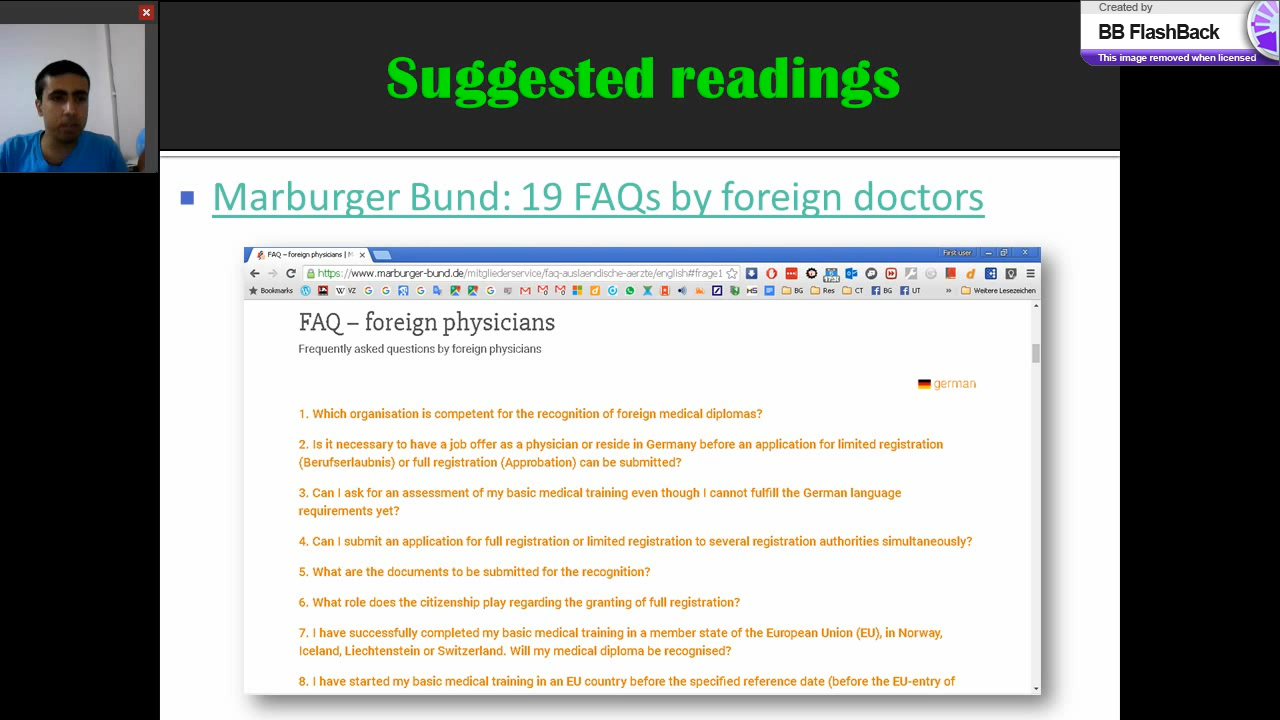 Created by
BB FlashBack
This image removed when licensed
Suggested readings
Marburger Bund: 19 FAQs by foreign doctors
FAQ – foreign physicians |
First user
https://www.marburger-bund.de/mitgliederservice/faq-auslaendische-aerzte/english#frage1
Bookmarks
VZ
BG
Res
CT
BG
UT
»
Weitere Lesezeichen
FAQ – foreign physicians
Frequently asked questions by foreign physicians
german
1. Which organisation is competent for the recognition of foreign medical diplomas?
2. Is it necessary to have a job offer as a physician or reside in Germany before an application for limited registration
(Berufserlaubnis) or full registration (Approbation) can be submitted?
3. Can I ask for an assessment of my basic medical training even though I cannot fulfill the German language
requirements yet?
4. Can I submit an application for full registration or limited registration to several registration authorities simultaneously?
5. What are the documents to be submitted for the recognition?
6. What role does the citizenship play regarding the granting of full registration?
7. I have successfully completed my basic medical training in a member state of the European Union (EU), in Norway,
Iceland, Liechtenstein or Switzerland. Will my medical diploma be recognised?
8. I have started my basic medical training in an EU country before the specified reference date (before the EU-entry of